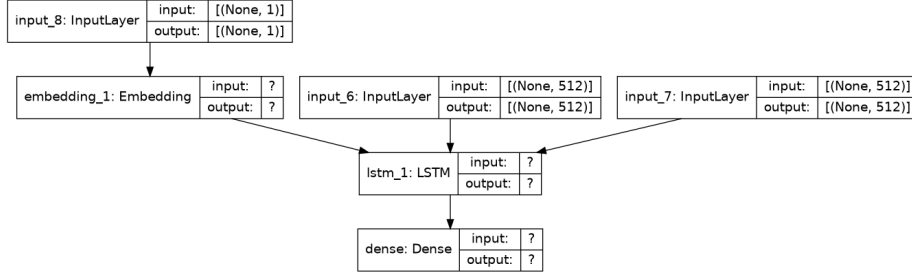 input_8: InputLayer input: [(None, 1)]
output: [(None, 1)]
embedding_1: Embedding input: ?
output: ?
input_6: InputLayer input: [(None, 512)]
output: [(None, 512)]
input_7: InputLayer input: [(None, 512)]
output: [(None, 512)]
lstm_1: LSTM input: ?
output: ?
dense: Dense input: ?
output: ?